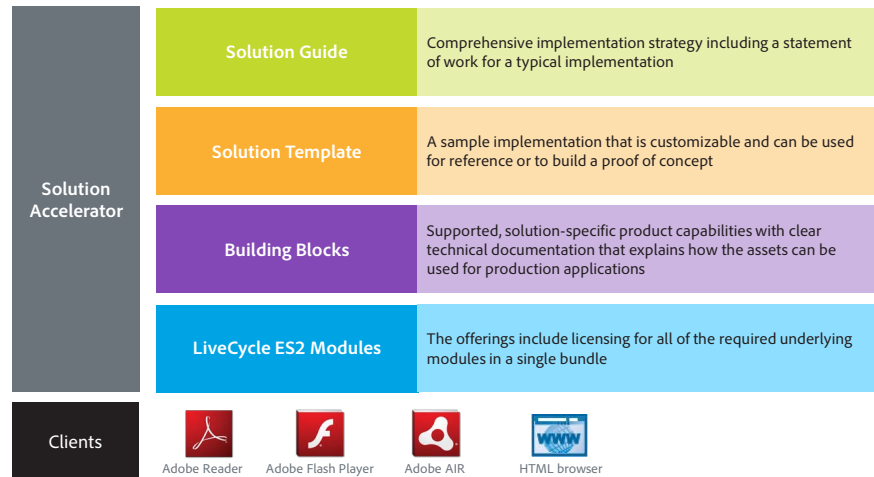 Solution
Accelerator
Solution Guide
Comprehensive implementation strategy including a statement
of work for a typical implementation
Solution Template
A sample implementation that is customizable and can be used
for reference or to build a proof of concept
Building Blocks
Supported, solution-specific product capabilities with clear
technical documentation that explains how the assets can be
used for production applications
LiveCycle ES2 Modules
The offerings include licensing for all of the required underlying
modules in a single bundle
Clients
WWW
Adobe Reader
Adobe Flash Player
Adobe AIR
HTML browser